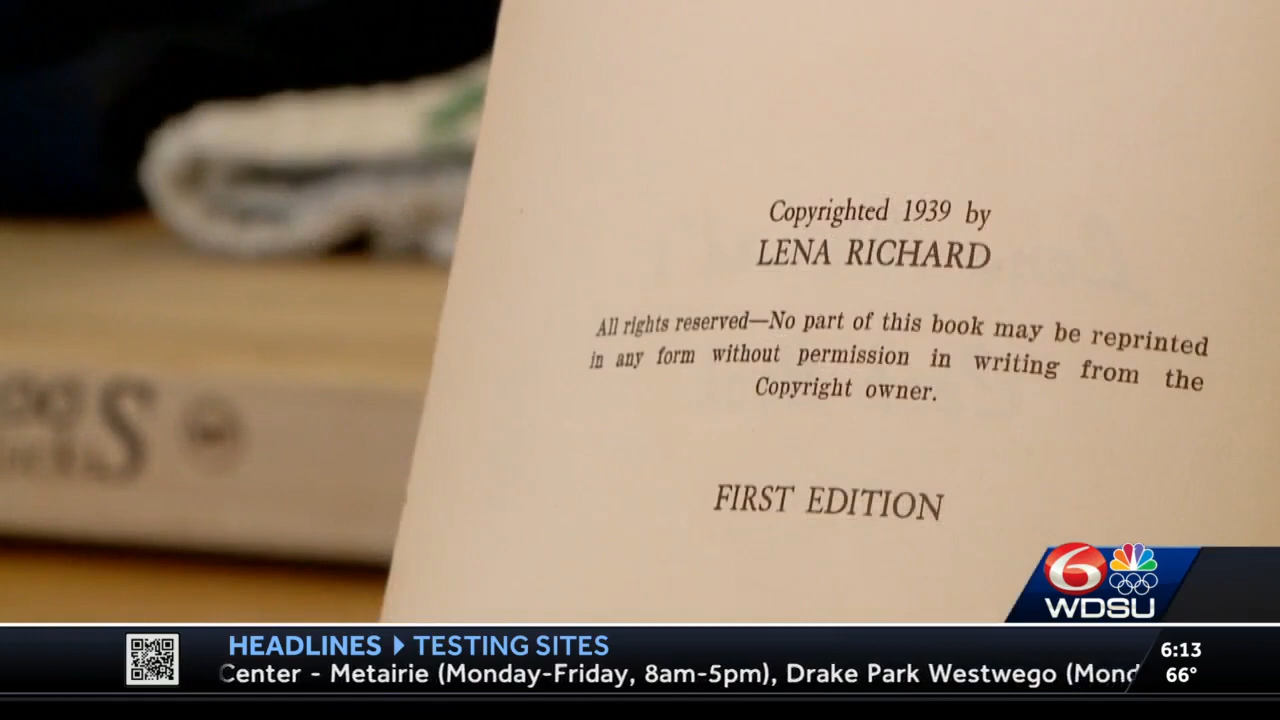 Copyrighted 1939 by
LENA RICHARD
All rights reserved—No part of this book may be reprinted
in any form without permission in writing from the
Copyright owner.
FIRST EDITION
6
WDSU
HEADLINES TESTING SITES
Center - Metairie (Monday-Friday, 8am-5pm), Drake Park Westwego (Mond
6:13
66°